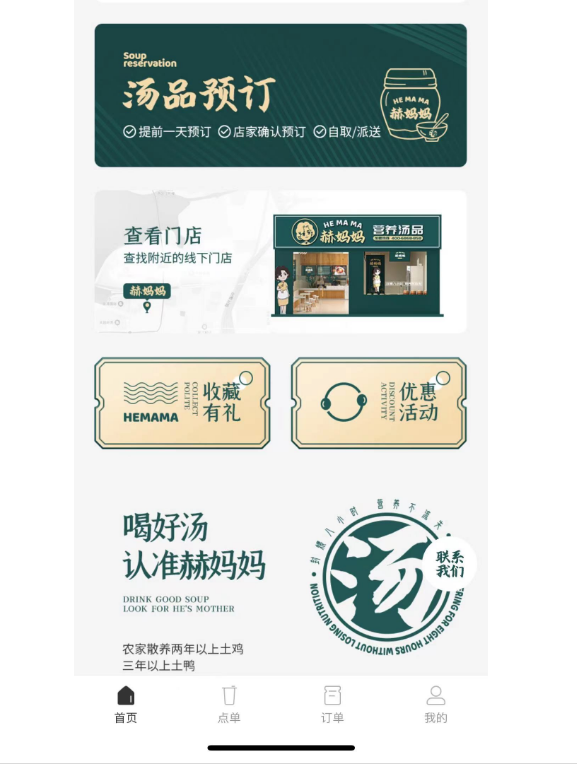 Soup
reservation
汤品预订
提前一天预订 店家确认预订 自取/派送
HE MA MA
赫妈妈
查看门店
查找附近的线下门店
赫妈妈
HE MA MA
赫妈妈
营养汤品
收藏
有礼
COLLECT
POLITE
HEMAMA
优惠
活动
DISCOUNT
ACTIVITY
喝好汤
认准赫妈妈
DRINK GOOD SOUP
LOOK FOR HE'S MOTHER
农家散养两年以上土鸡
三年以上土鸭
八小时 营养不流失
汤
RING FOR EIGHT HOURS WITHOUT LOSING NUTRITION
联系
我们
首页
点单
订单
我的